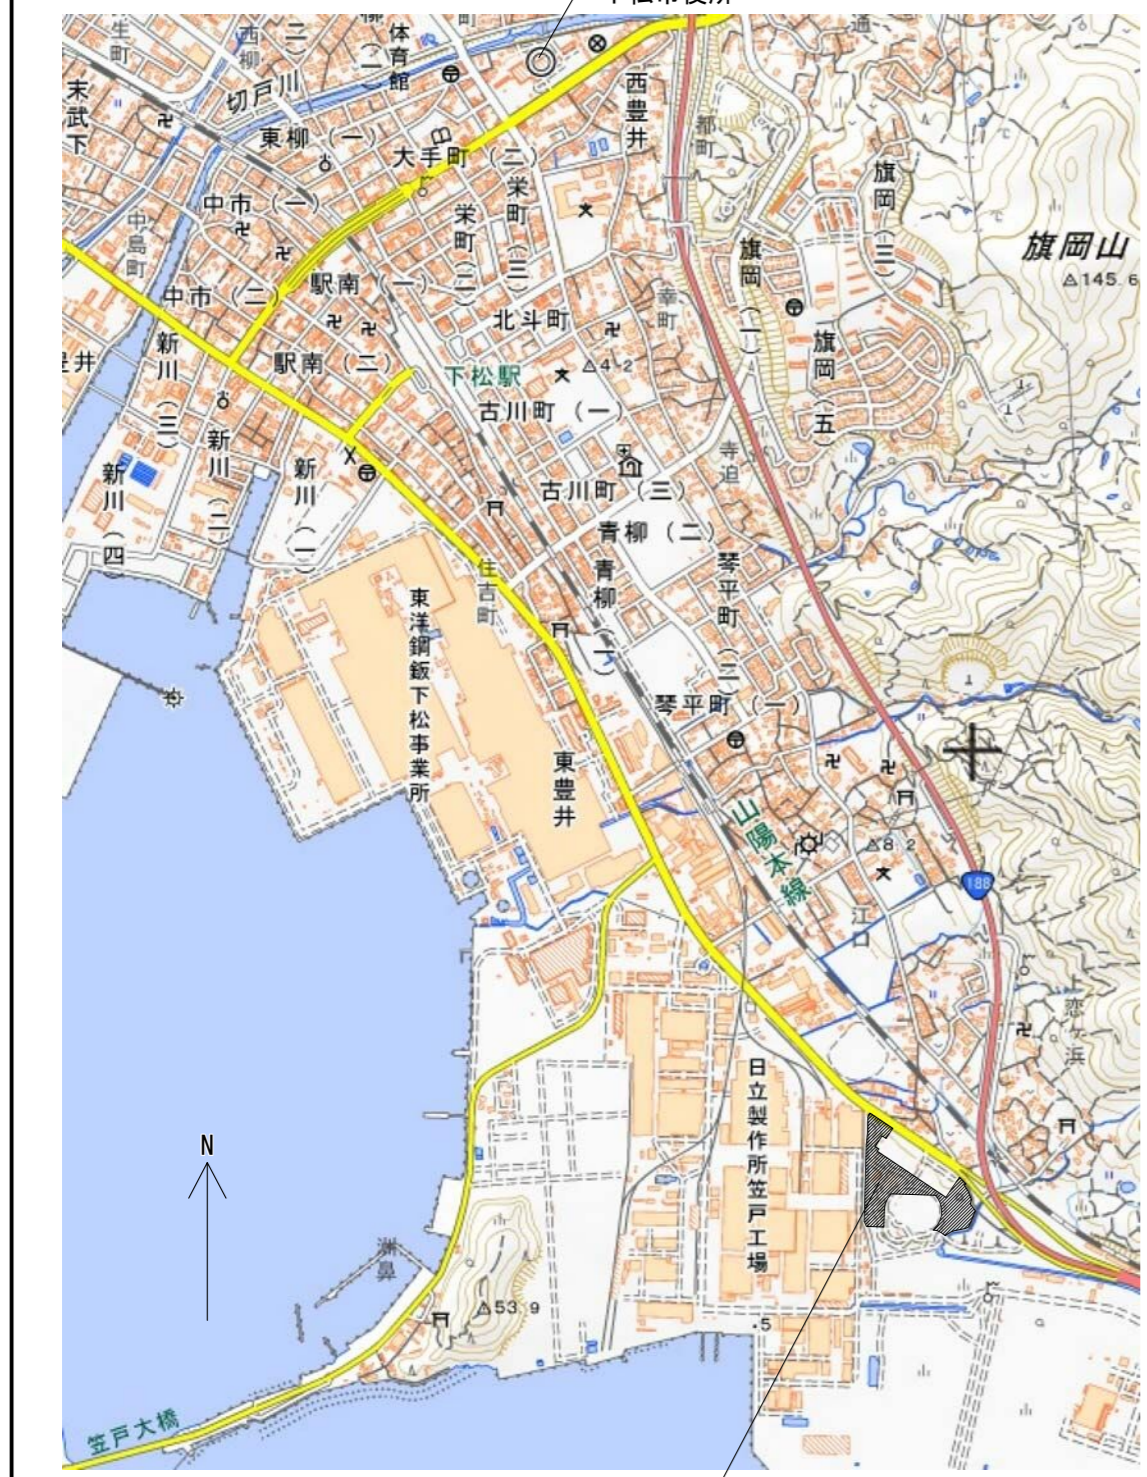 体育館
西柳
切戸川
末武下
東柳（一）
大手町（二）
西豊井
都町
旗岡（三）
旗岡山
145.6
中市（一）
中島町
栄町（二）
栄町（三）
旗岡（一）
中市（二）
駅南（一）
北斗町
幸町
旗岡（五）
新川（三）
駅南（二）
下松駅
4.2
古川町（一）
寺迫
新川（二）
新川（一）
新川（四）
古川町（三）
青柳（二）
青柳（一）
琴平町（二）
住吉町
東洋鋼鈑下松事業所
琴平町（一）
東豊井
山陽本線
8.2
188
江口
恋ヶ浜
日立製作所笠戸工場
N
洲鼻
53.9
.5
笠戸大橋